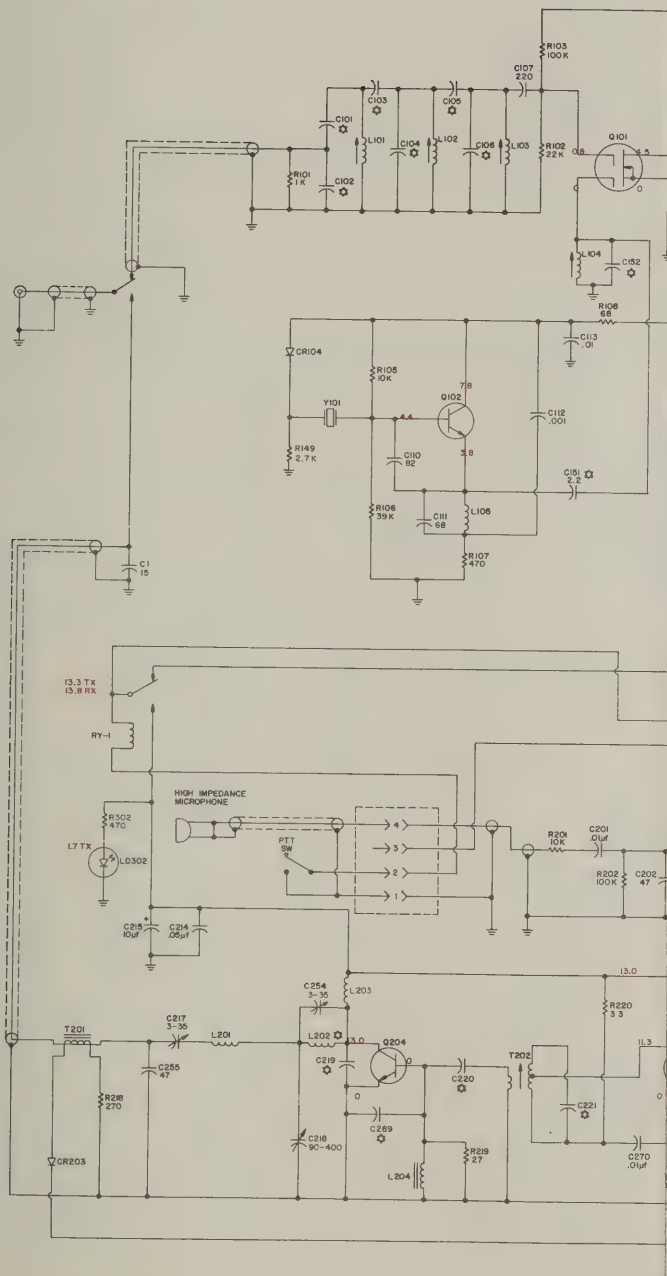 R103
100K
C107
220
C103
C105
C101
L101
C104
L102
C106
L103
R102
22K
Q101
0.8
6.5
0
0
R101
1K
C102
L104
C152
R108
68
C113
.01
CR104
R105
10K
Q102
7.8
Y101
4.4
C112
.001
R149
2.7K
C110
82
3.8
C151
2.2
R106
39K
C111
68
L105
R107
470
C1
15
13.3 TX
13.8 RX
RY-1
HIGH IMPEDANCE
MICROPHONE
R302
470
PTT
SW
4
3
2
1
R201
10K
C201
.01µf
1.7 TX
LD302
R202
100K
C202
47
C215
10µf
C214
.05µf
+
C254
3-35
L203
13.0
R220
33
C217
3-35
T201
L201
L202
13.0
Q204
T202
11.3
C219
0
C220
C255
47
R218
270
0
C221
0
C269
C218
90-400
R219
27
CR203
L204
C270
.01µf